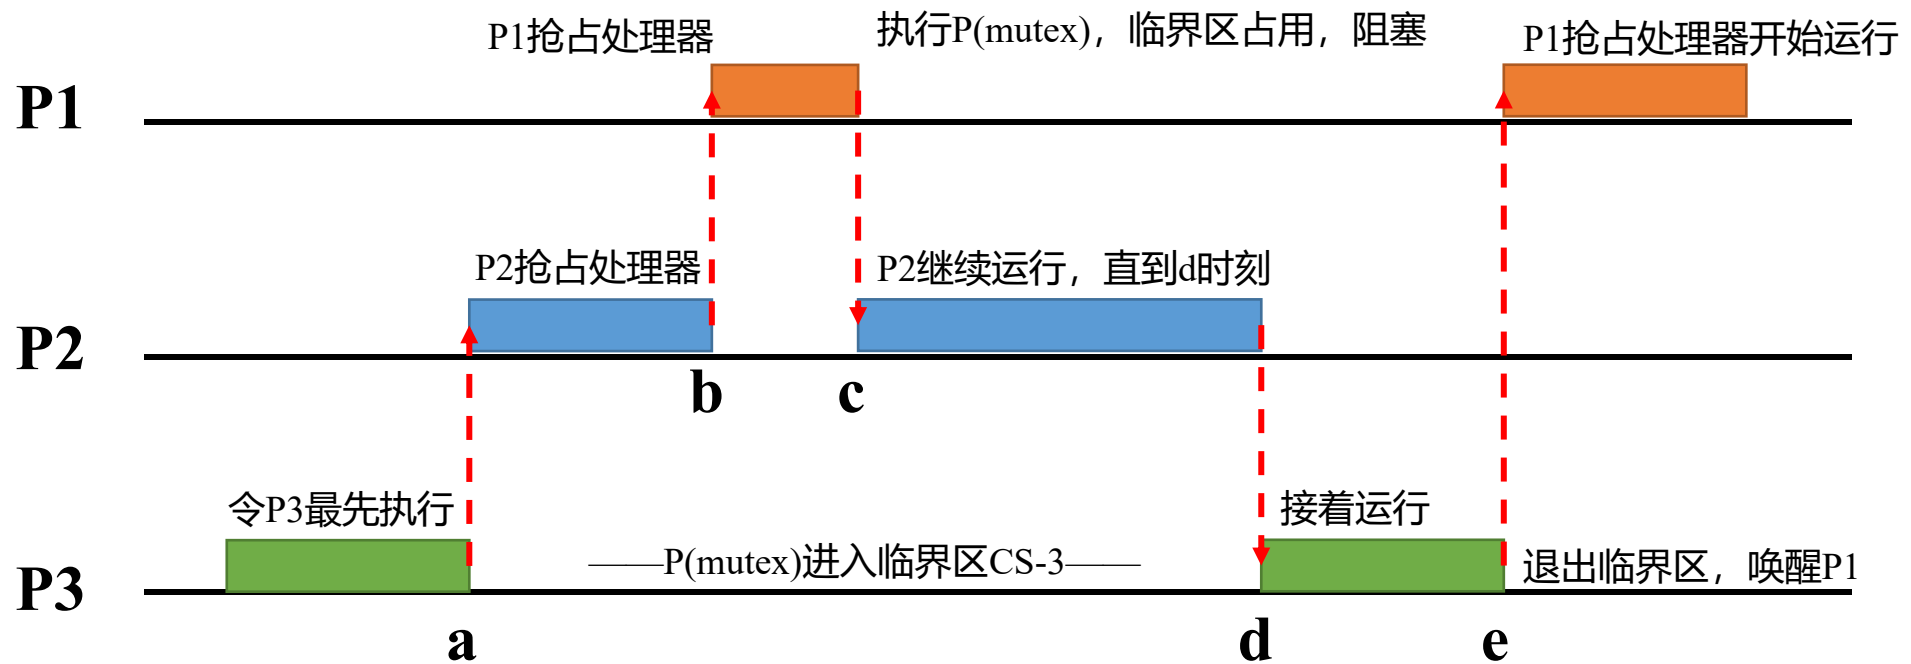 P1抢占处理器
执行P(mutex)，临界区占用，阻塞
P1抢占处理器开始运行
P1
P2抢占处理器
P2继续运行，直到d时刻
P2
b
c
令P3最先执行
接着运行
——P(mutex)进入临界区CS-3——
退出临界区，唤醒P1
P3
a
d
e